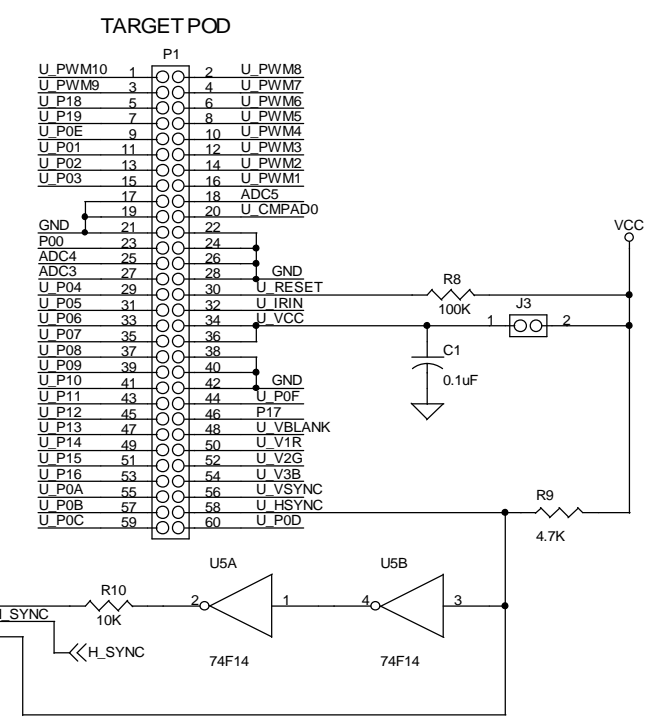 TARGET POD
P1
U_PWM10 1 2 U_PWM8
U_PWM9 3 4 U_PWM7
U_P18 5 6 U_PWM6
U_P19 7 8 U_PWM5
U_P0E 9 10 U_PWM4
U_P01 11 12 U_PWM3
U_P02 13 14 U_PWM2
U_P03 15 16 U_PWM1
17 18 ADC5
19 20 U_CMPAD0
GND 21 22
VCC
P00 23 24
ADC4 25 26
ADC3 27 28 GND
R8
U_P04 29 30 U_RESET
100K
J3
U_P05 31 32 U_IRIN
U_P06 33 34 U_VCC 1 2
U_P07 35 36
U_P08 37 38
C1
U_P09 39 40
U_P10 41 42 GND
0.1uF
U_P11 43 44 U_P0F
U_P12 45 46 P17
U_P13 47 48 U_VBLANK
U_P14 49 50 U_V1R
U_P15 51 52 U_V2G
U_P16 53 54 U_V3B
U_P0A 55 56 U_VSYNC
R9
U_P0B 57 58 U_HSYNC
U_P0C 59 60 U_P0D
4.7K
U5A U5B
R10
2 1 4 3
10K
_SYNC
H_SYNC
74F14 74F14